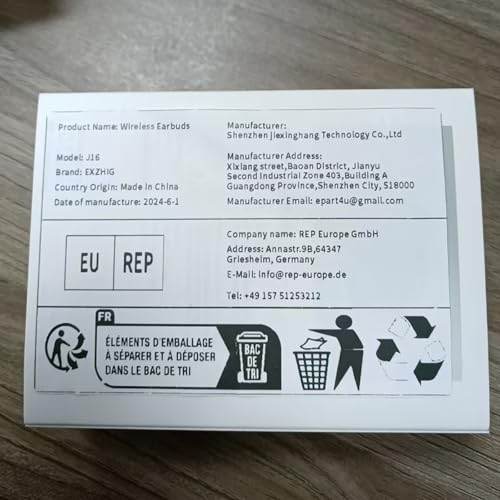 Product Name: Wireless Earbuds
Model: J16
Brand: EXZHIG
Country Origin: Made in China
Date of manufacture: 2024-6-1
Manufacturer:
Shenzhen jiexinghang Technology Co.,Ltd
Manufacturer Address:
Xixiang street,Baoan District, Jianyu
Second Industrial Zone 403,Building A
Guangdong Province,Shenzhen City, 518000
Manufacturer Email: epart4u@gmail.com
EU REP
Company name: REP Europe GmbH
Address: Annastr.9B,64347
Griesheim, Germany
E-Mail: info@rep-europe.de
Tel: +49 157 51253212
FR
ÉLÉMENTS D'EMBALLAGE
À SÉPARER ET À DÉPOSER
DANS LE BAC DE TRI
BAC
DE
TRI